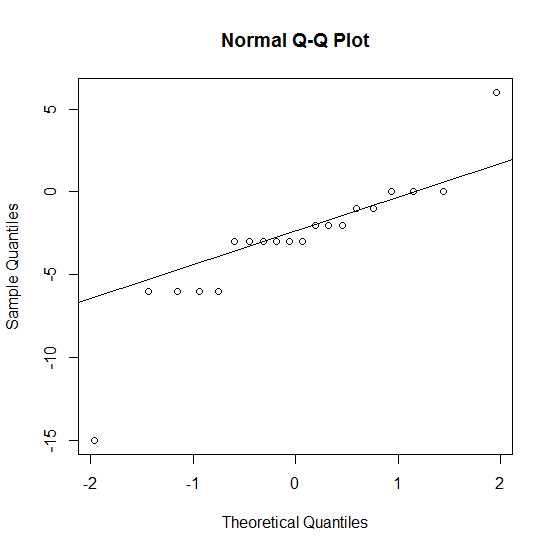 Normal Q-Q Plot
5
0
-5
-10
-15
Sample Quantiles
-2 -1 0 1 2
Theoretical Quantiles